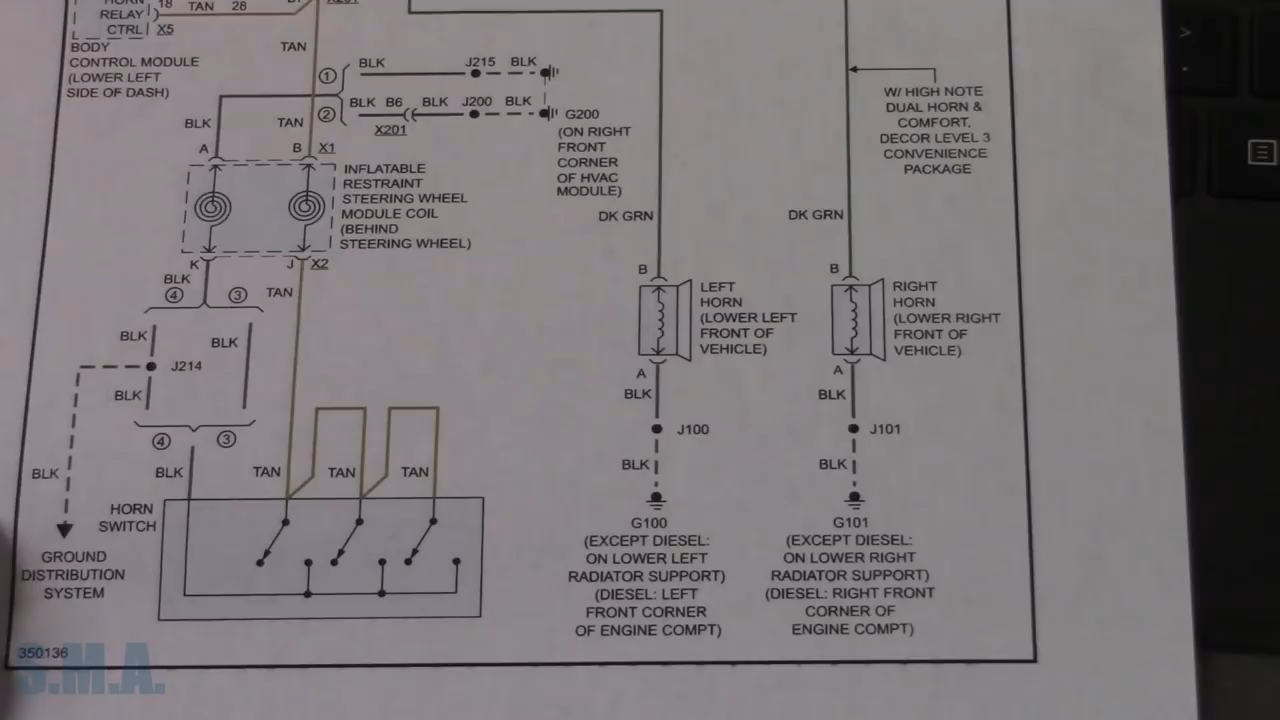 RELAY
CTRL
18
TAN
28
X5
BODY
CONTROL MODULE
(LOWER LEFT
SIDE OF DASH)
TAN
1
BLK
J215
BLK
2
BLK B6
BLK
J200
BLK
X201
G200
(ON RIGHT
FRONT
CORNER
OF HVAC
MODULE)
W/ HIGH NOTE
DUAL HORN &
COMFORT,
DECOR LEVEL 3
CONVENIENCE
PACKAGE
BLK
TAN
A
B
X1
INFLATABLE
RESTRAINT
STEERING WHEEL
MODULE COIL
(BEHIND
STEERING WHEEL)
K
J
X2
BLK
TAN
4
3
BLK
BLK
J214
BLK
4
3
BLK
BLK
TAN
TAN
TAN
HORN
SWITCH
GROUND
DISTRIBUTION
SYSTEM
DK GRN
B
LEFT
HORN
(LOWER LEFT
FRONT OF
VEHICLE)
A
BLK
J100
BLK
G100
(EXCEPT DIESEL:
ON LOWER LEFT
RADIATOR SUPPORT)
(DIESEL: LEFT
FRONT CORNER
OF ENGINE COMPT)
DK GRN
B
RIGHT
HORN
(LOWER RIGHT
FRONT OF
VEHICLE)
A
BLK
J101
BLK
G101
(EXCEPT DIESEL:
ON LOWER RIGHT
RADIATOR SUPPORT)
(DIESEL: RIGHT FRONT
CORNER OF
ENGINE COMPT)
350136
S.M.A.